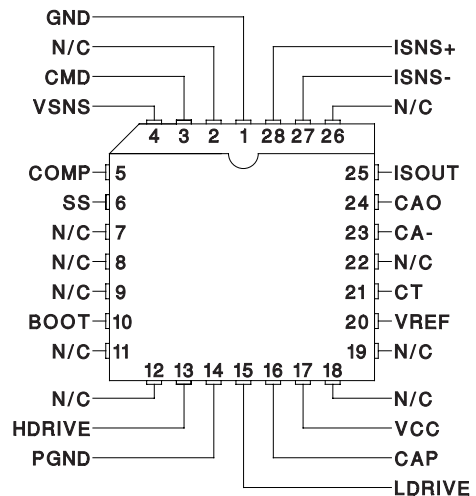 GND
N/C
CMD
VSNS
ISNS+
ISNS-
N/C
4 3 2 1 28 27 26
COMP 5
SS 6
N/C 7
N/C 8
N/C 9
BOOT 10
N/C 11
25 ISOUT
24 CAO
23 CA-
22 N/C
21 CT
20 VREF
19 N/C
12 13 14 15 16 17 18
N/C
HDRIVE
PGND
N/C
VCC
CAP
LDRIVE